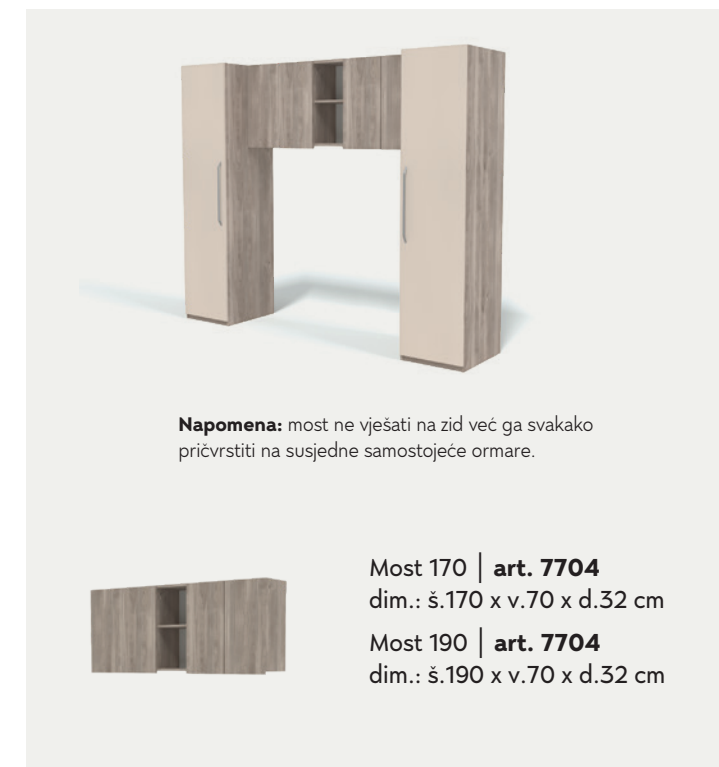 Napomena: most ne vješati na zid već ga svakako
pričvrstiti na susjedne samostojeće ormare.
Most 170 | art. 7704
dim.: š.170 x v.70 x d.32 cm
Most 190 | art. 7704
dim.: š.190 x v.70 x d.32 cm